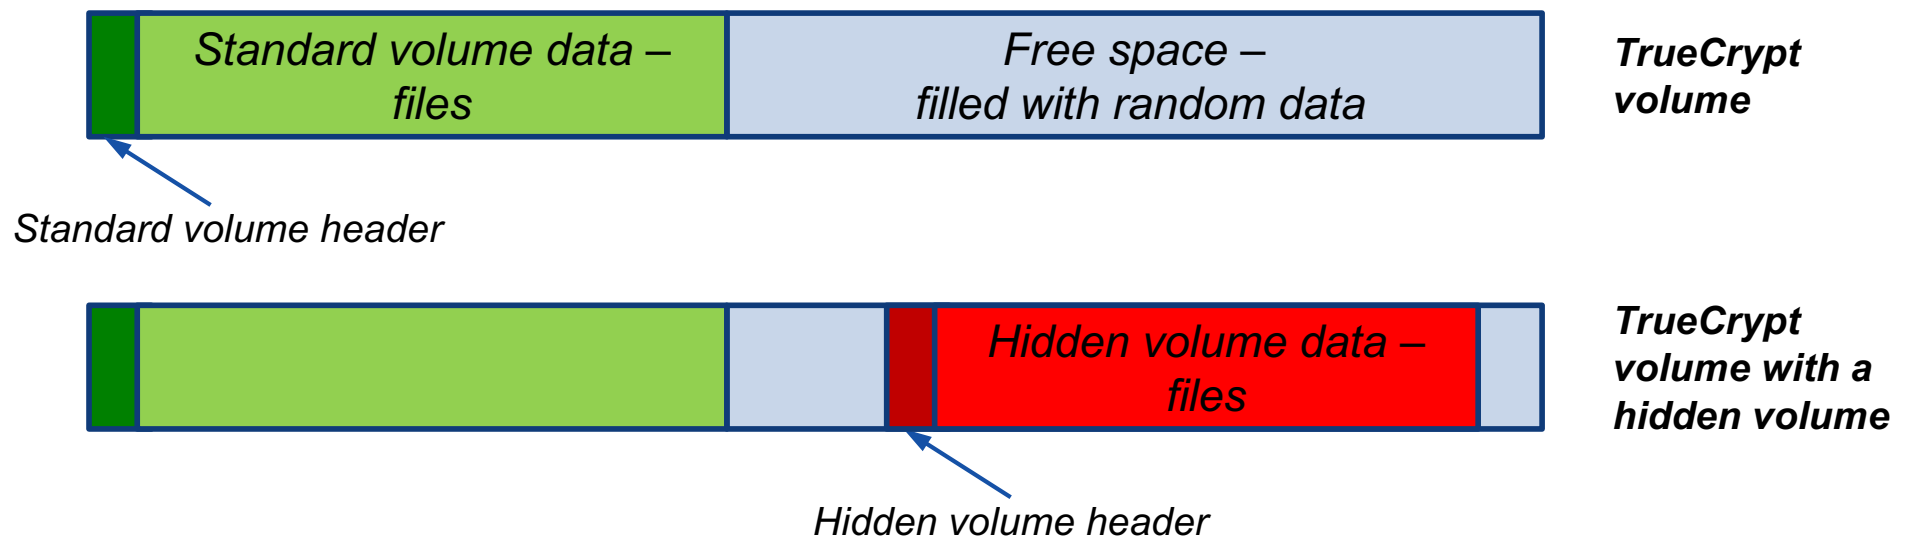 Standard volume data –
files
Free space –
filled with random data
TrueCrypt
volume
Standard volume header
Hidden volume data –
files
TrueCrypt
volume with a
hidden volume
Hidden volume header